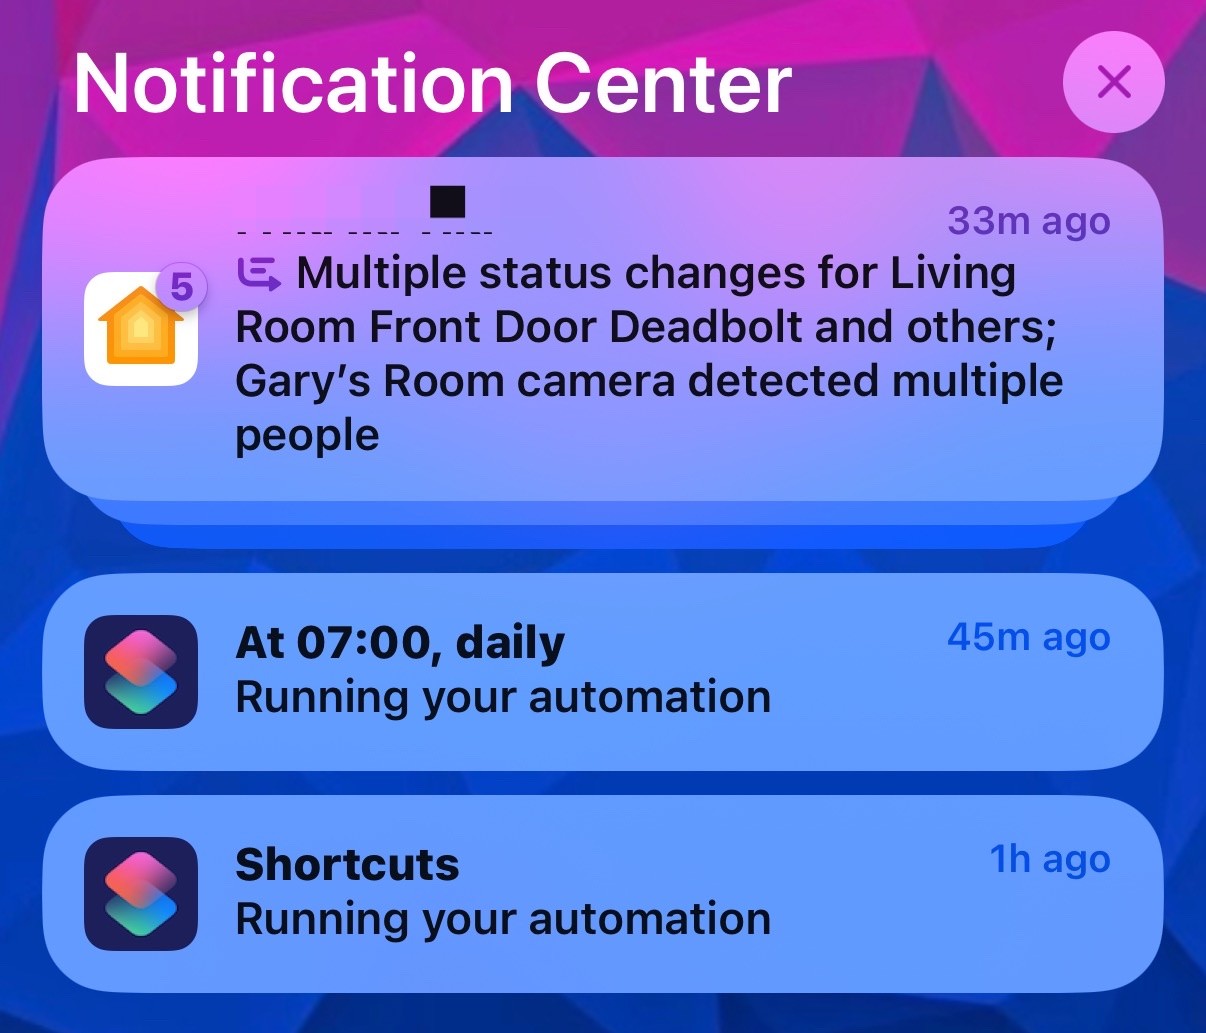 Notification Center
33m ago
5
Multiple status changes for Living
Room Front Door Deadbolt and others;
Gary’s Room camera detected multiple
people
At 07:00, daily
45m ago
Running your automation
Shortcuts
1h ago
Running your automation